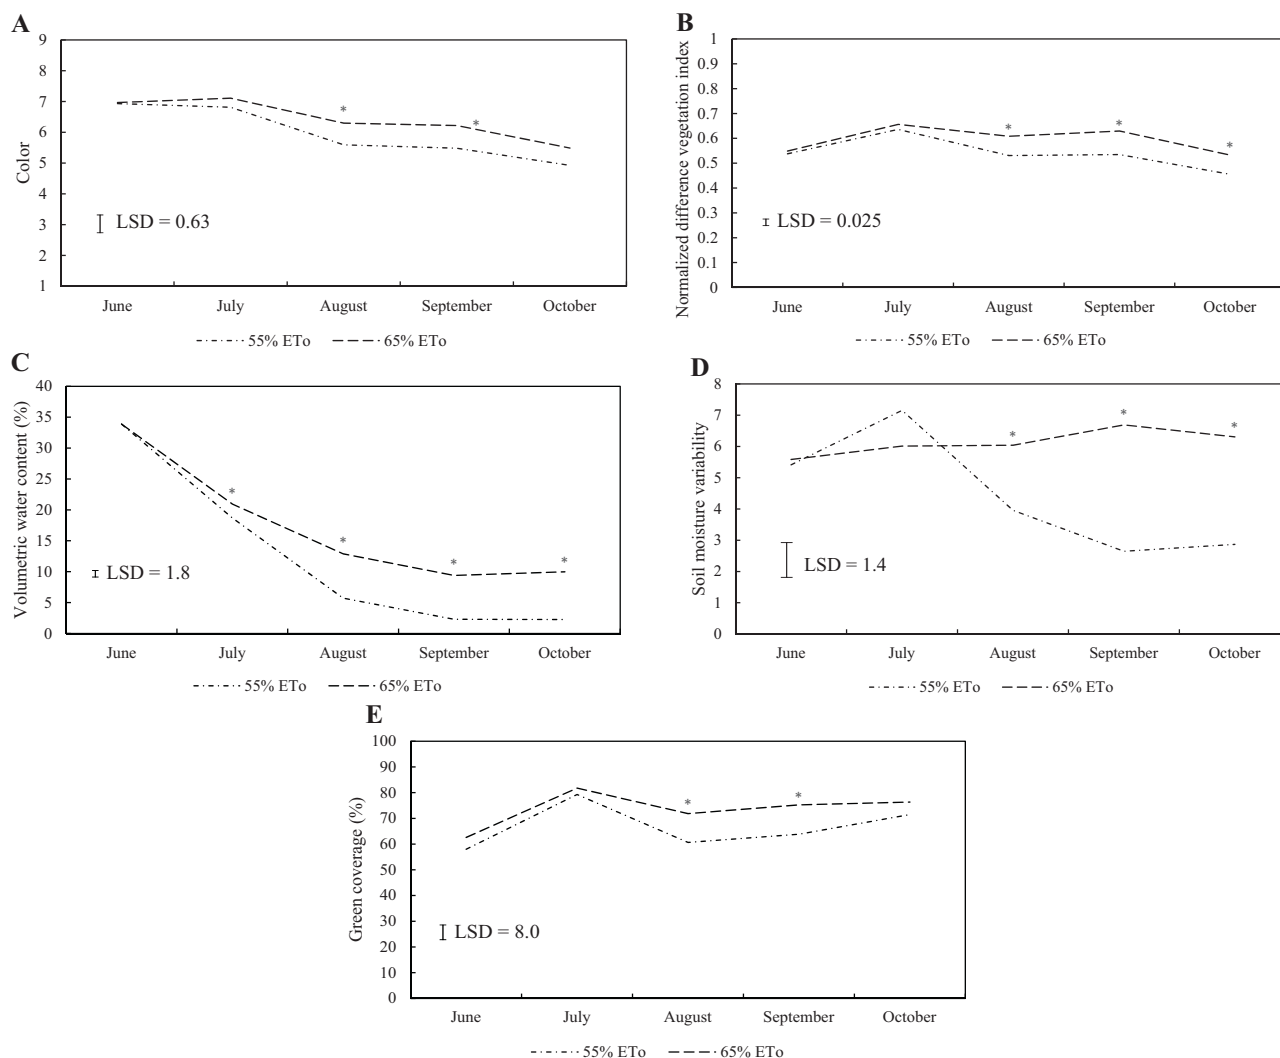 A
Color
9
8
7
6
5
4
3
2
1
*
*
LSD = 0.63
June July August September October
55% ETo 65% ETo
B
Normalized difference vegetation index
1
0.9
0.8
0.7
0.6
0.5
0.4
0.3
0.2
0.1
0
*
*
*
LSD = 0.025
June July August September October
55% ETo 65% ETo
C
Volumetric water content (%)
40
35
30
25
20
15
10
5
0
*
*
*
*
LSD = 1.8
June July August September October
55% ETo 65% ETo
D
Soil moisture variability
8
7
6
5
4
3
2
1
0
*
*
*
LSD = 1.4
June July August September October
55% ETo 65% ETo
E
Green coverage (%)
100
90
80
70
60
50
40
30
20
10
0
*
*
LSD = 8.0
June July August September October
55% ETo 65% ETo